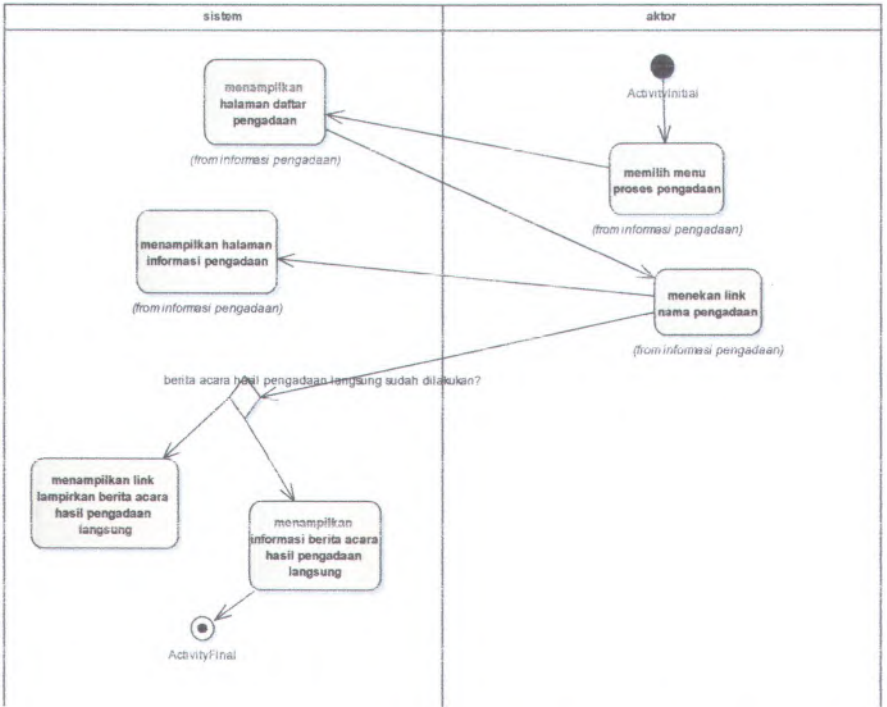 sistem
aktor
menampilkan
halaman daftar
pengadaan
(from informasi pengadaan)
ActivityInitial
memilih menu
proses pengadaan
(from informasi pengadaan)
menampilkan halaman
informasi pengadaan
(from informasi pengadaan)
menekan link
nama pengadaan
(from informasi pengadaan)
berita acara hasil pengadaan langsung sudah dilakukan?
menampilkan link
lampirkan berita acara
hasil pengadaan
langsung
menampilkan
informasi berita acara
hasil pengadaan
langsung
ActivityFinal